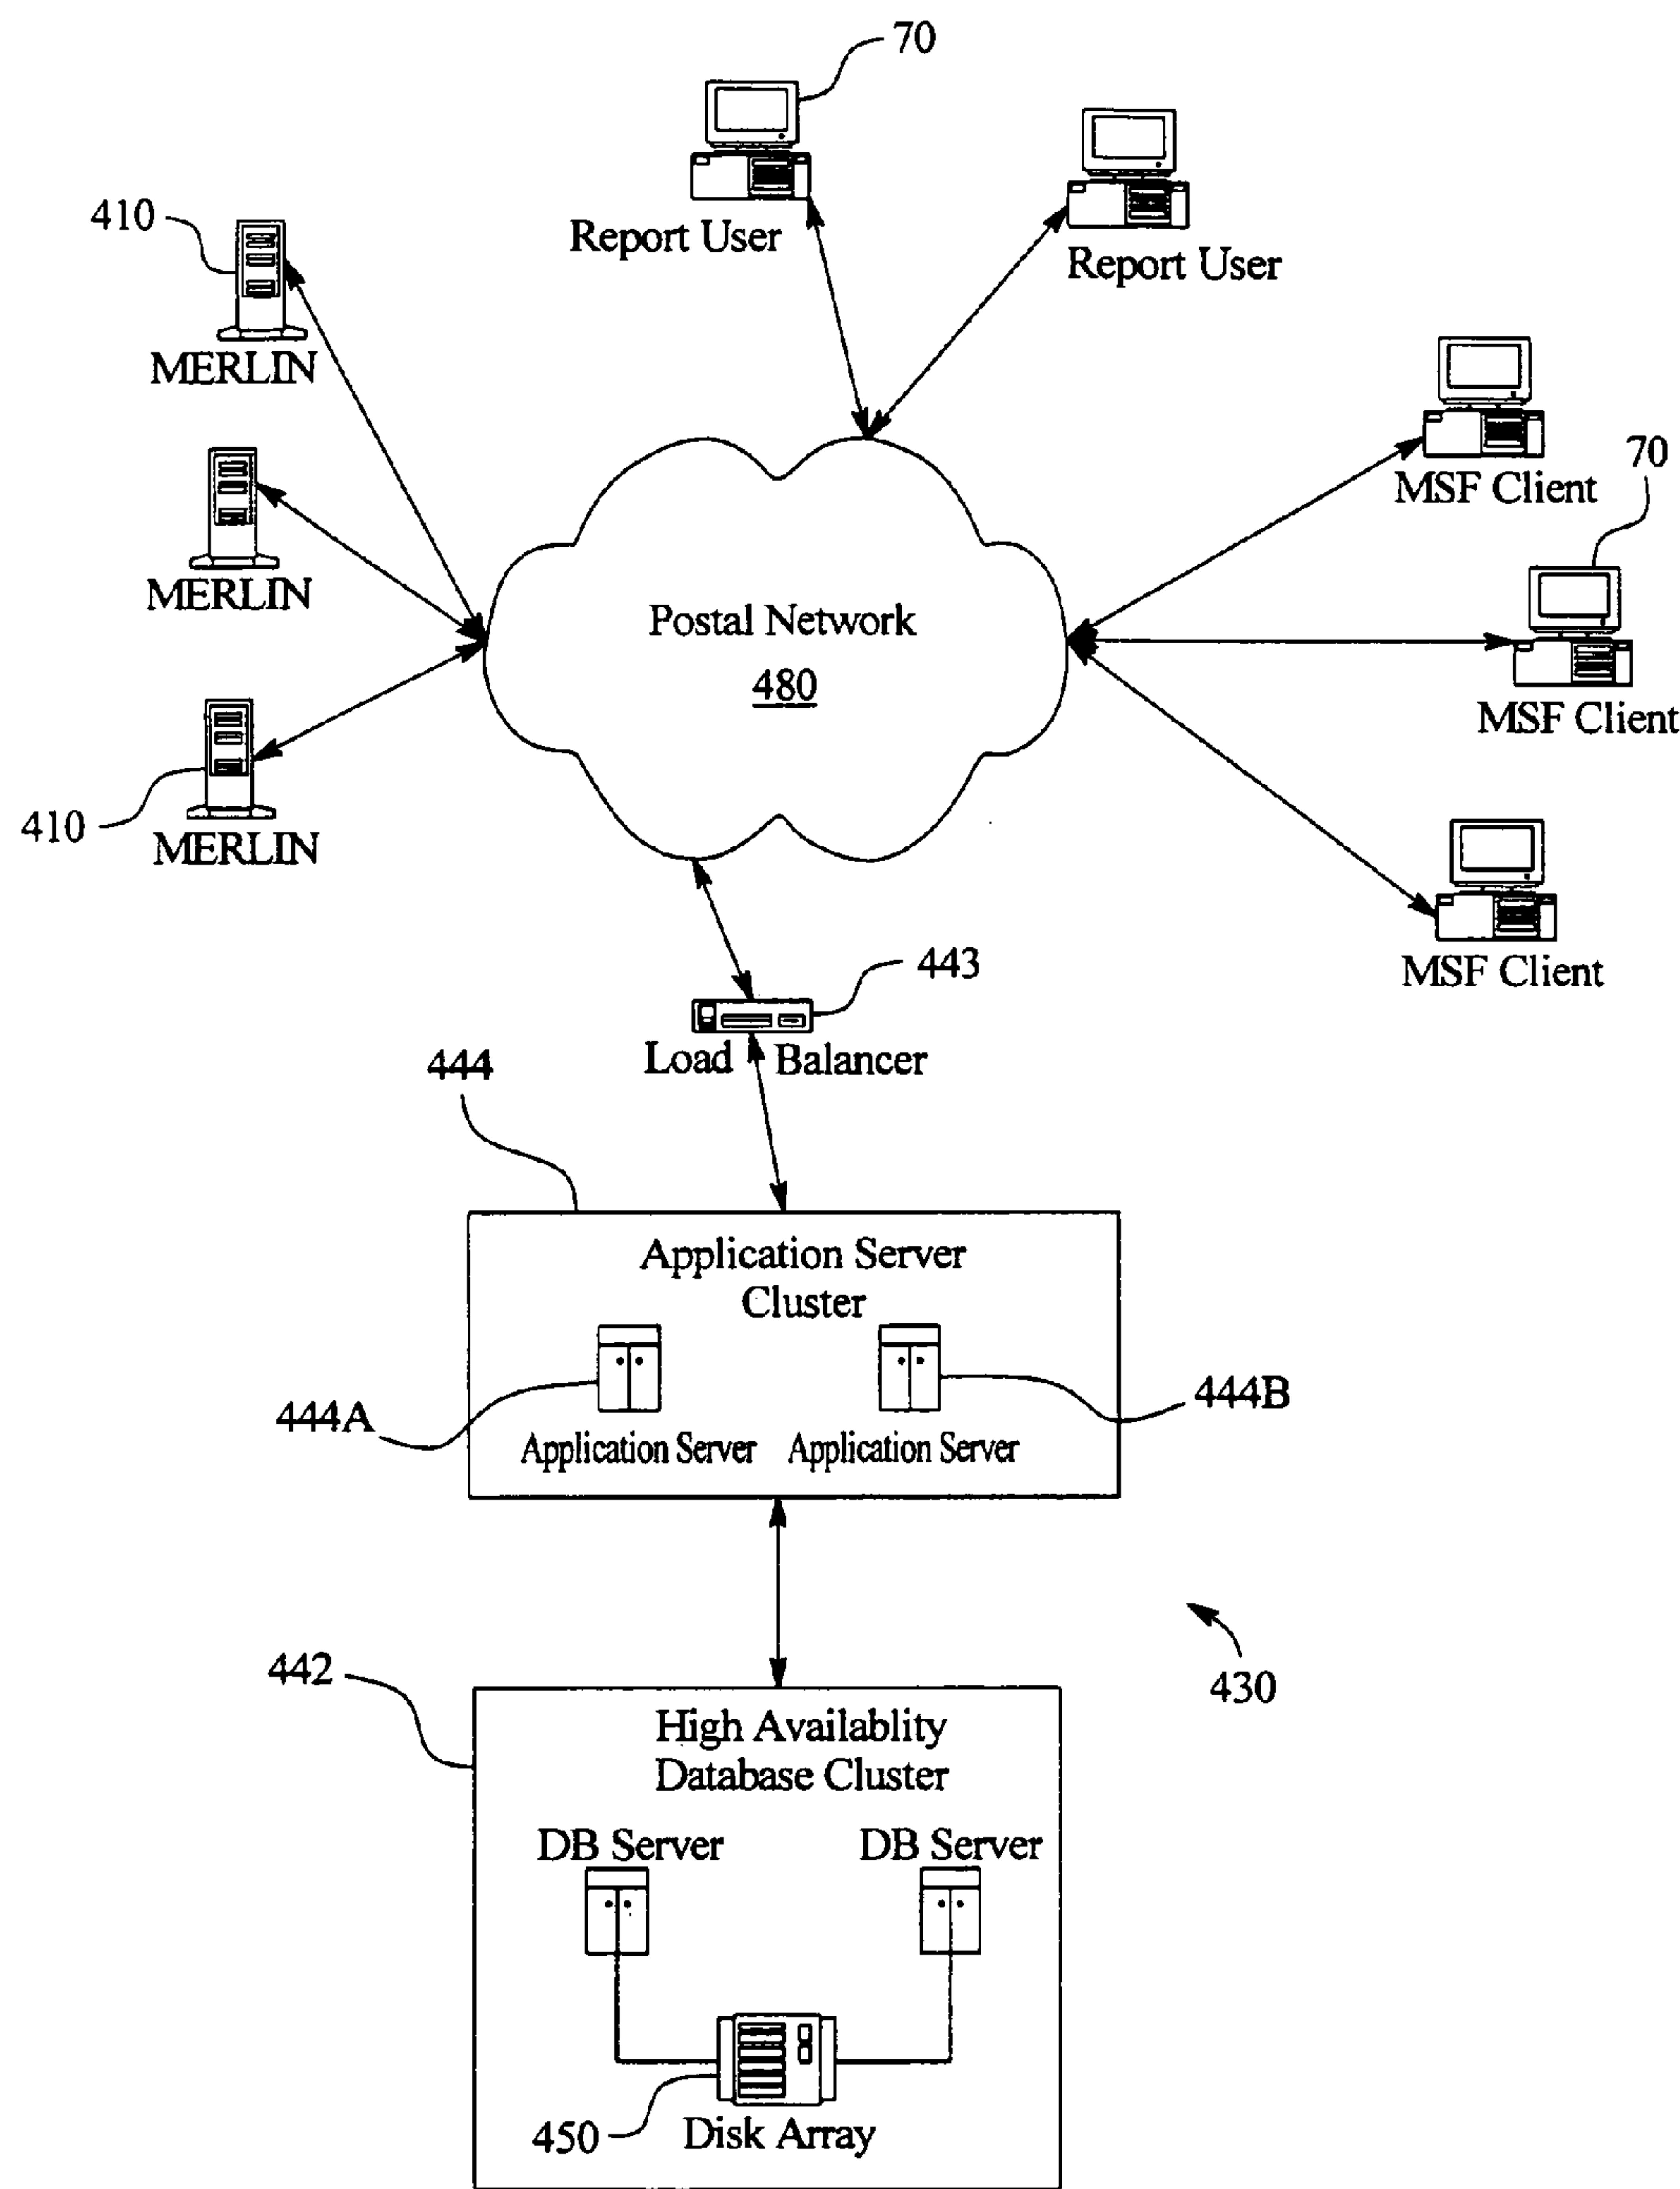 70
Report User
Report User
410
MERLIN
MERLIN
410
MERLIN
MSF Client
70
MSF Client
MSF Client
Postal Network
480
443
Load Balancer
444
Application Server
Cluster
444A
444B
Application Server
Application Server
430
442
High Availablity
Database Cluster
DB Server
DB Server
450
Disk Array